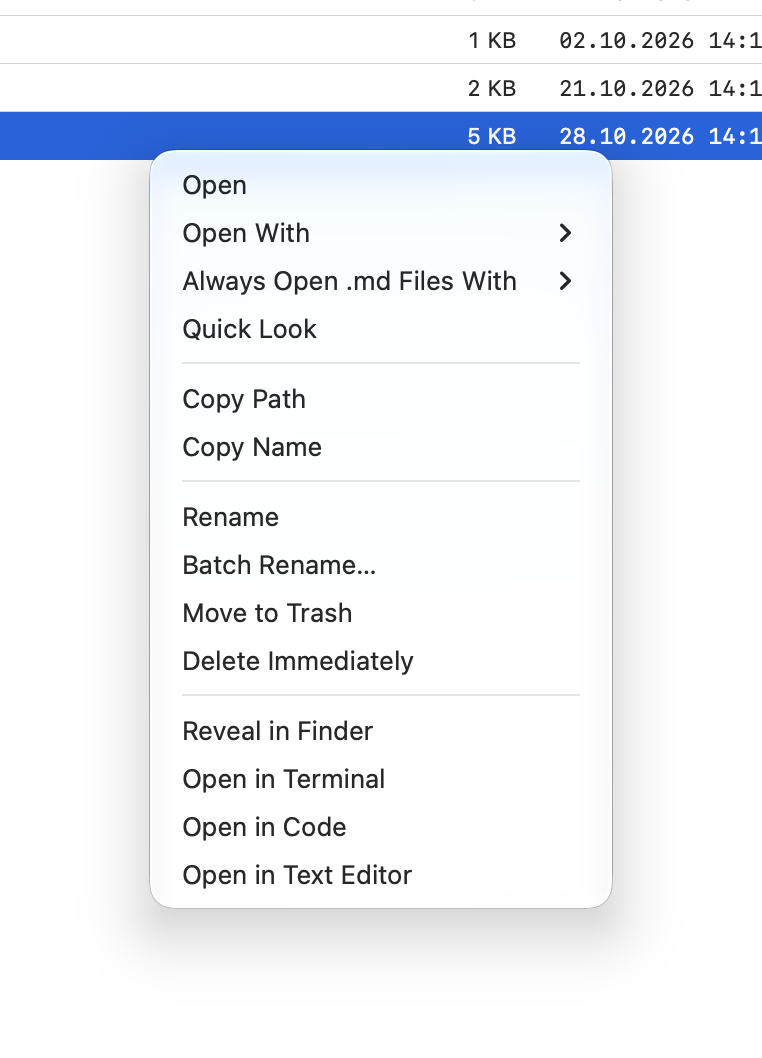 1 KB 02.10.2026 14:1
2 KB 21.10.2026 14:1
5 KB 28.10.2026 14:1
Open
Open With
Always Open .md Files With
Quick Look
Copy Path
Copy Name
Rename
Batch Rename...
Move to Trash
Delete Immediately
Reveal in Finder
Open in Terminal
Open in Code
Open in Text Editor